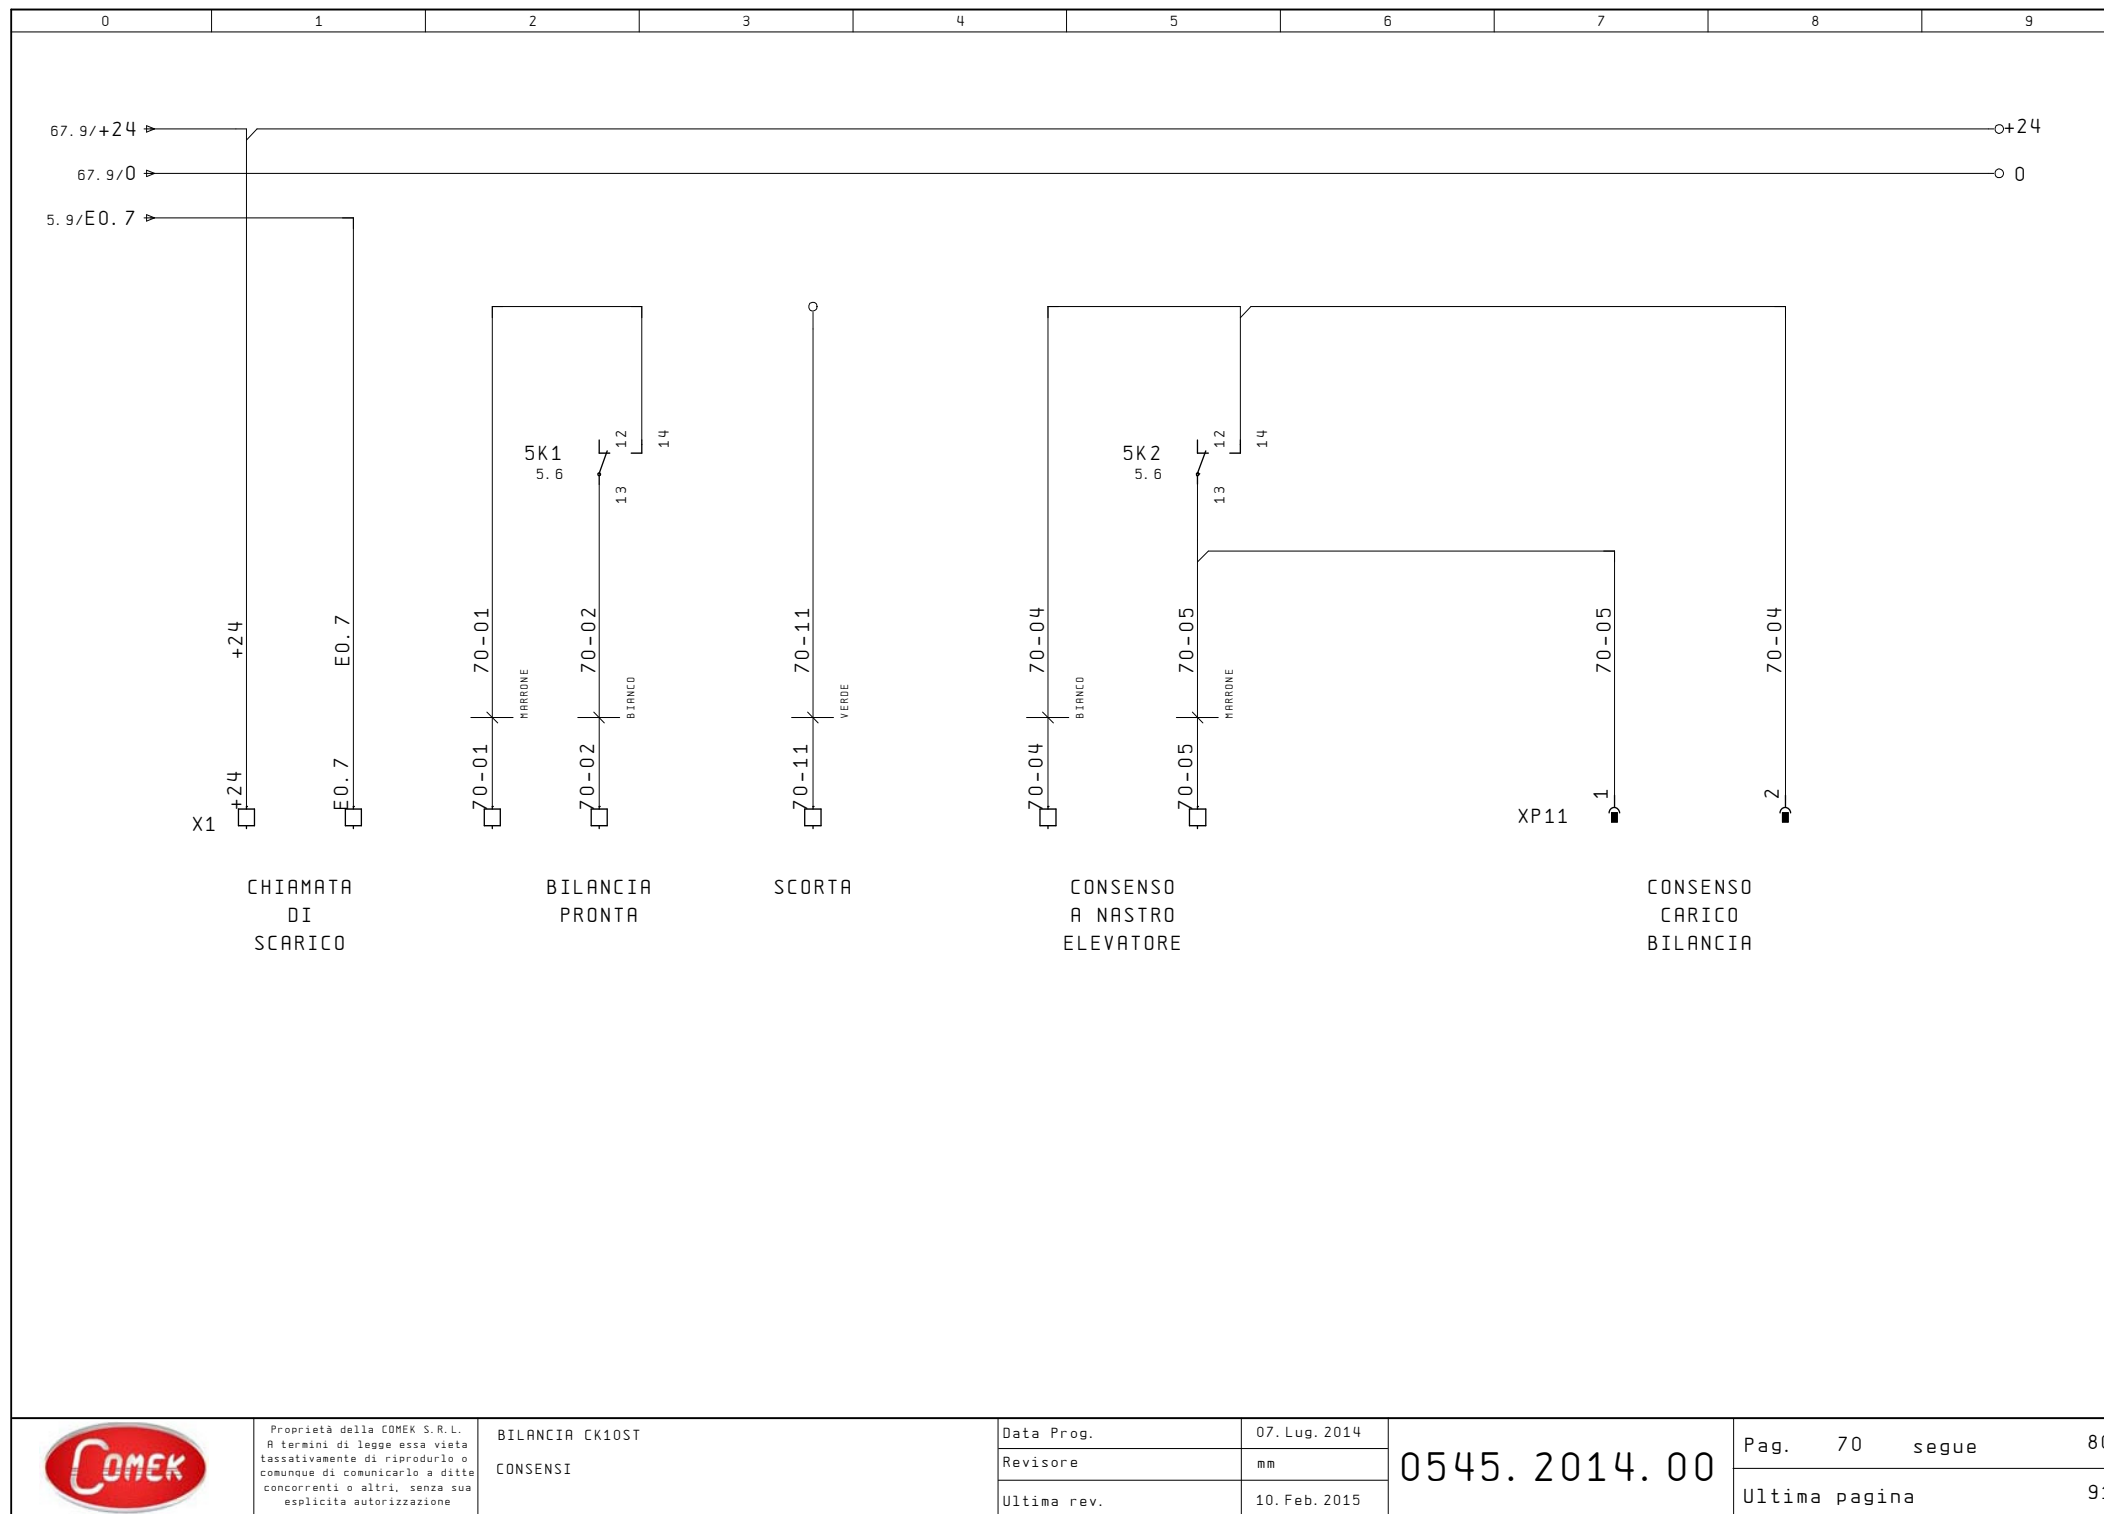 0 1 2 3 4 5 6 7 8 9
67.9/+24
+24
67.9/0
0
5.9/E0.7
5K1
5.6
12
14
13
5K2
5.6
12
14
13
+24
E0.7
70-01
70-02
70-11
70-04
70-05
70-05
70-04
MARRONE
BIANCO
VERDE
BIANCO
MARRONE
+24
E0.7
70-01
70-02
70-11
70-04
70-05
1
2
X1
XP11
CHIAMATA
DI
SCARICO
BILANCIA
PRONTA
SCORTA
CONSENSO
A NASTRO
ELEVATORE
CONSENSO
CARICO
BILANCIA
COMEK
Proprietà della COMEK S.R.L.
A termini di legge essa vieta
tassativamente di riprodurlo o
comunque di comunicarlo a ditte
concorrenti o altri, senza sua
esplicita autorizzazione
BILANCIA CK10ST
CONSENSI
Data Prog. 07.Lug.2014
Revisore mm
Ultima rev. 10.Feb.2015
0545.2014.00
Pag. 70 segue
Ultima pagina